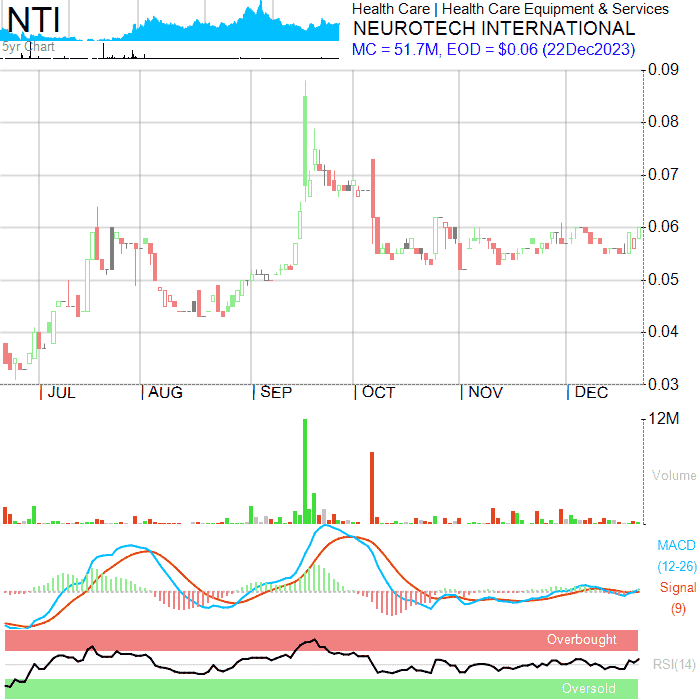 NTI
5yr Chart
Health Care | Health Care Equipment & Services
NEUROTECH INTERNATIONAL
MC = 51.7M, EOD = $0.06 (22Dec2023)
0.09
0.08
0.07
0.06
0.05
0.04
0.03
JUL
AUG
SEP
OCT
NOV
DEC
12M
Volume
MACD
(12-26)
Signal
(9)
Overbought
RSI(14)
Oversold